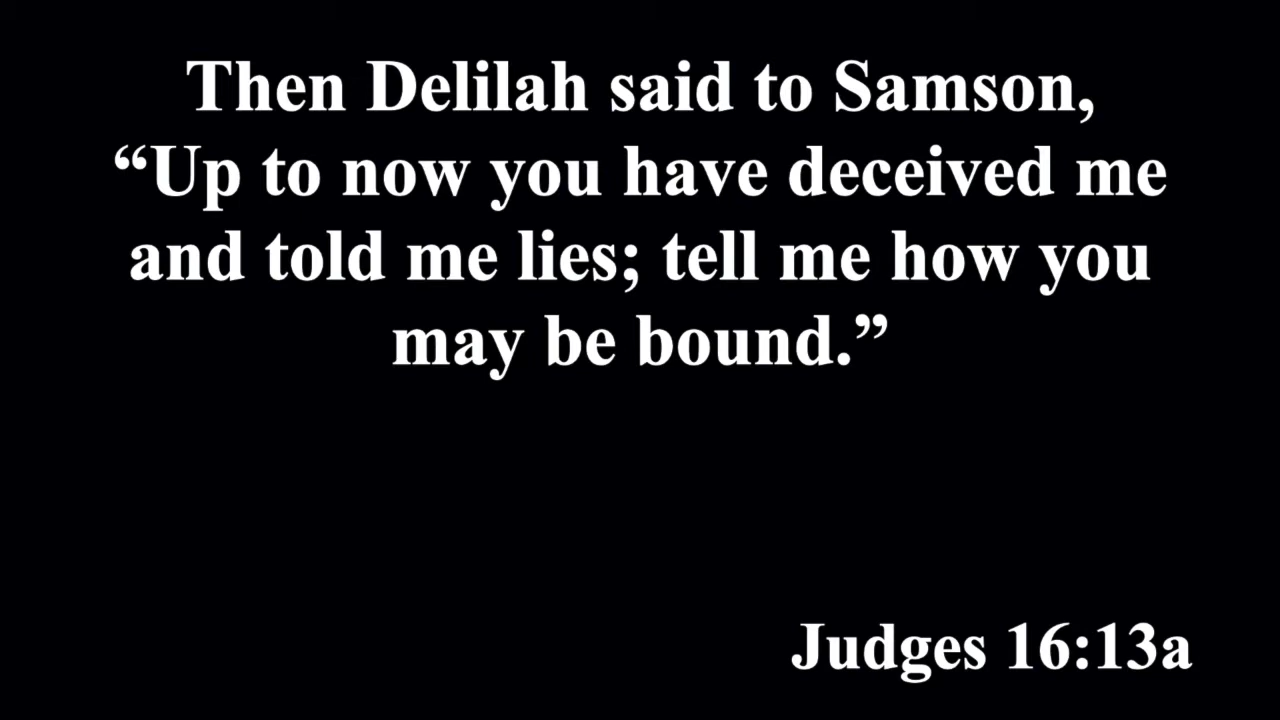 Then Delilah said to Samson,
“Up to now you have deceived me
and told me lies; tell me how you
may be bound.”
Judges 16:13a